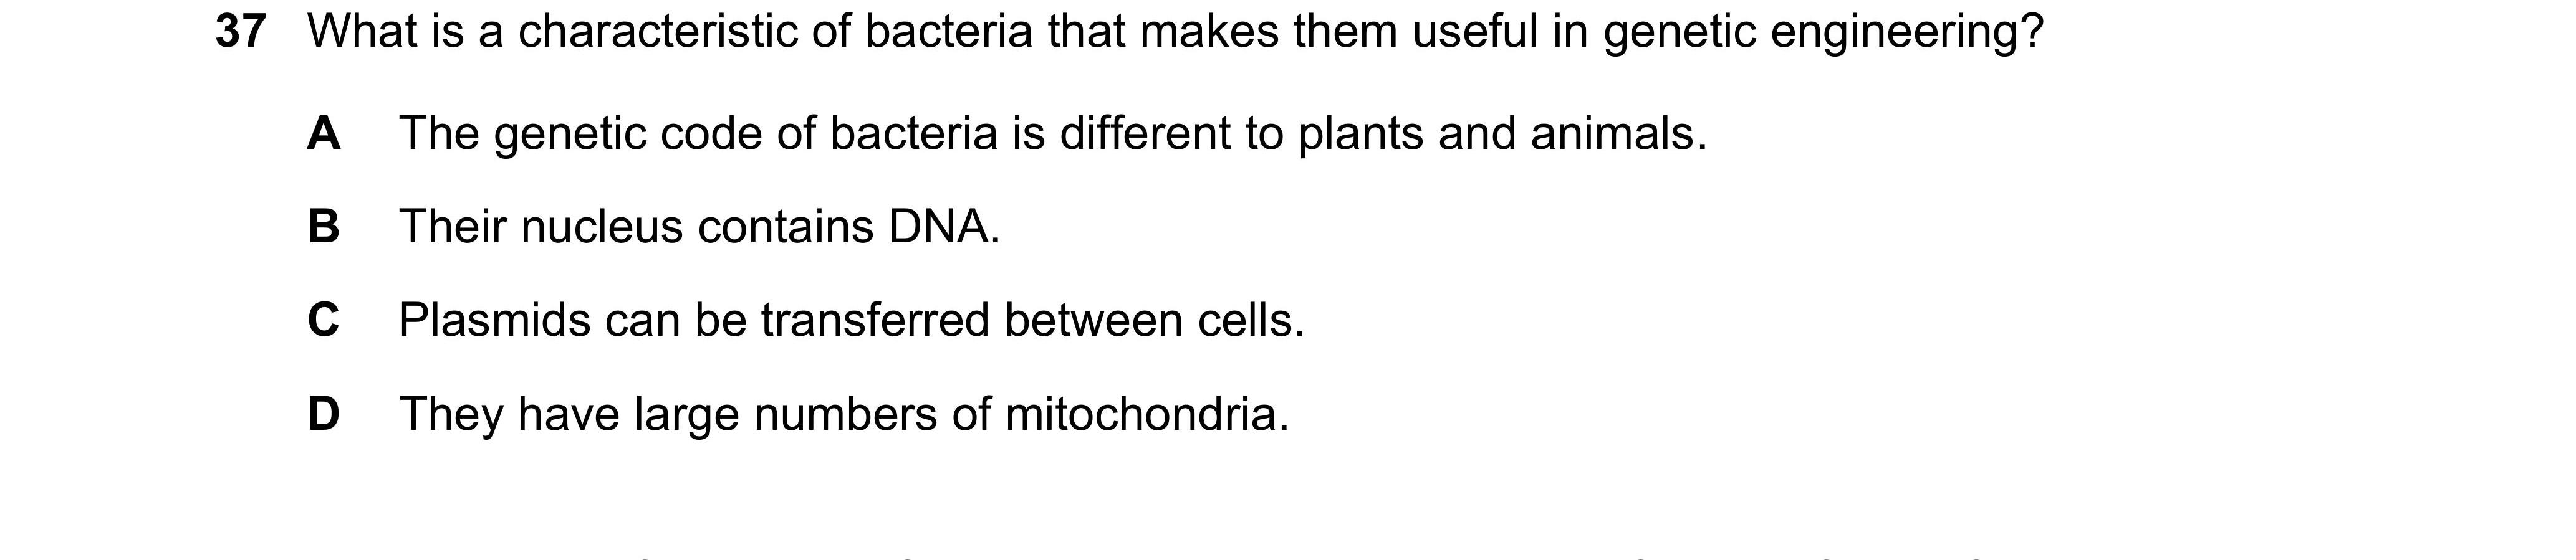 37 What is a characteristic of bacteria that makes them useful in genetic engineering?
A The genetic code of bacteria is different to plants and animals.
B Their nucleus contains DNA.
C Plasmids can be transferred between cells.
D They have large numbers of mitochondria.